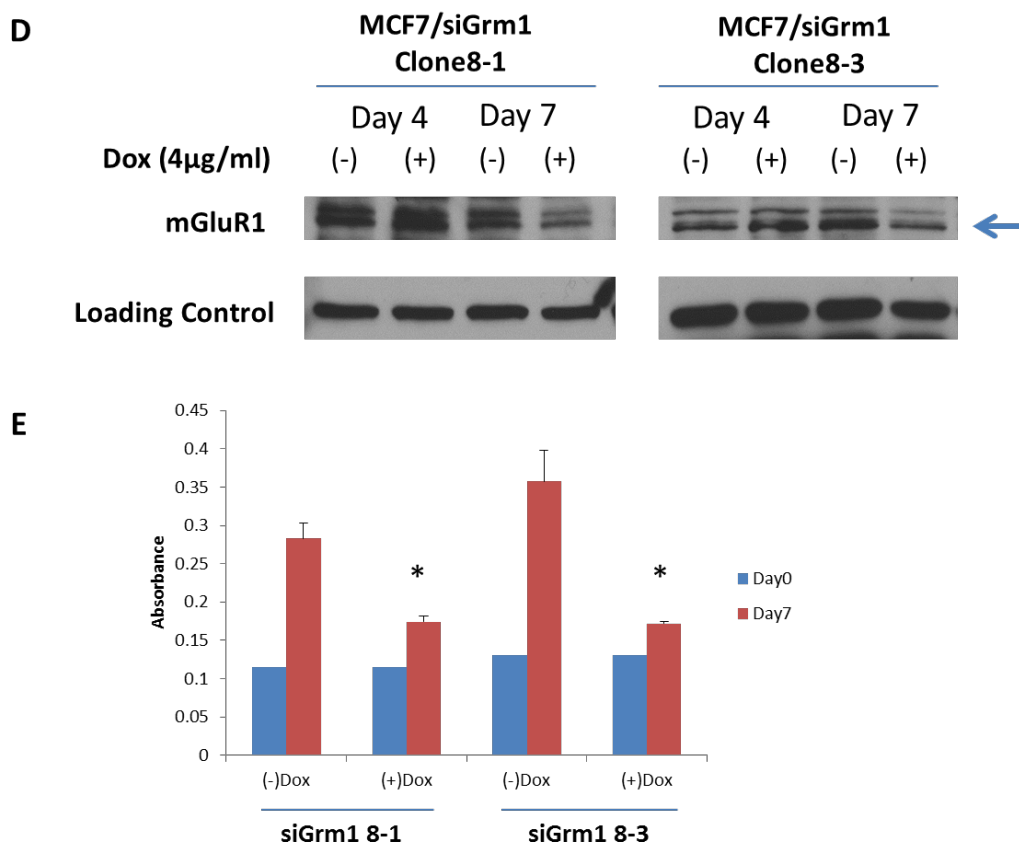 D
MCF7/siGrm1
Clone8-1
MCF7/siGrm1
Clone8-3
Day 4 Day 7 Day 4 Day 7
Dox (4μg/ml) (-) (+) (-) (+) (-) (+) (-) (+)
mGluR1
Loading Control
E
Absorbance
0.45
0.4
0.35
0.3
0.25
0.2
0.15
0.1
0.05
0
* *
Day0
Day7
(-)Dox (+)Dox (-)Dox (+)Dox
siGrm1 8-1 siGrm1 8-3